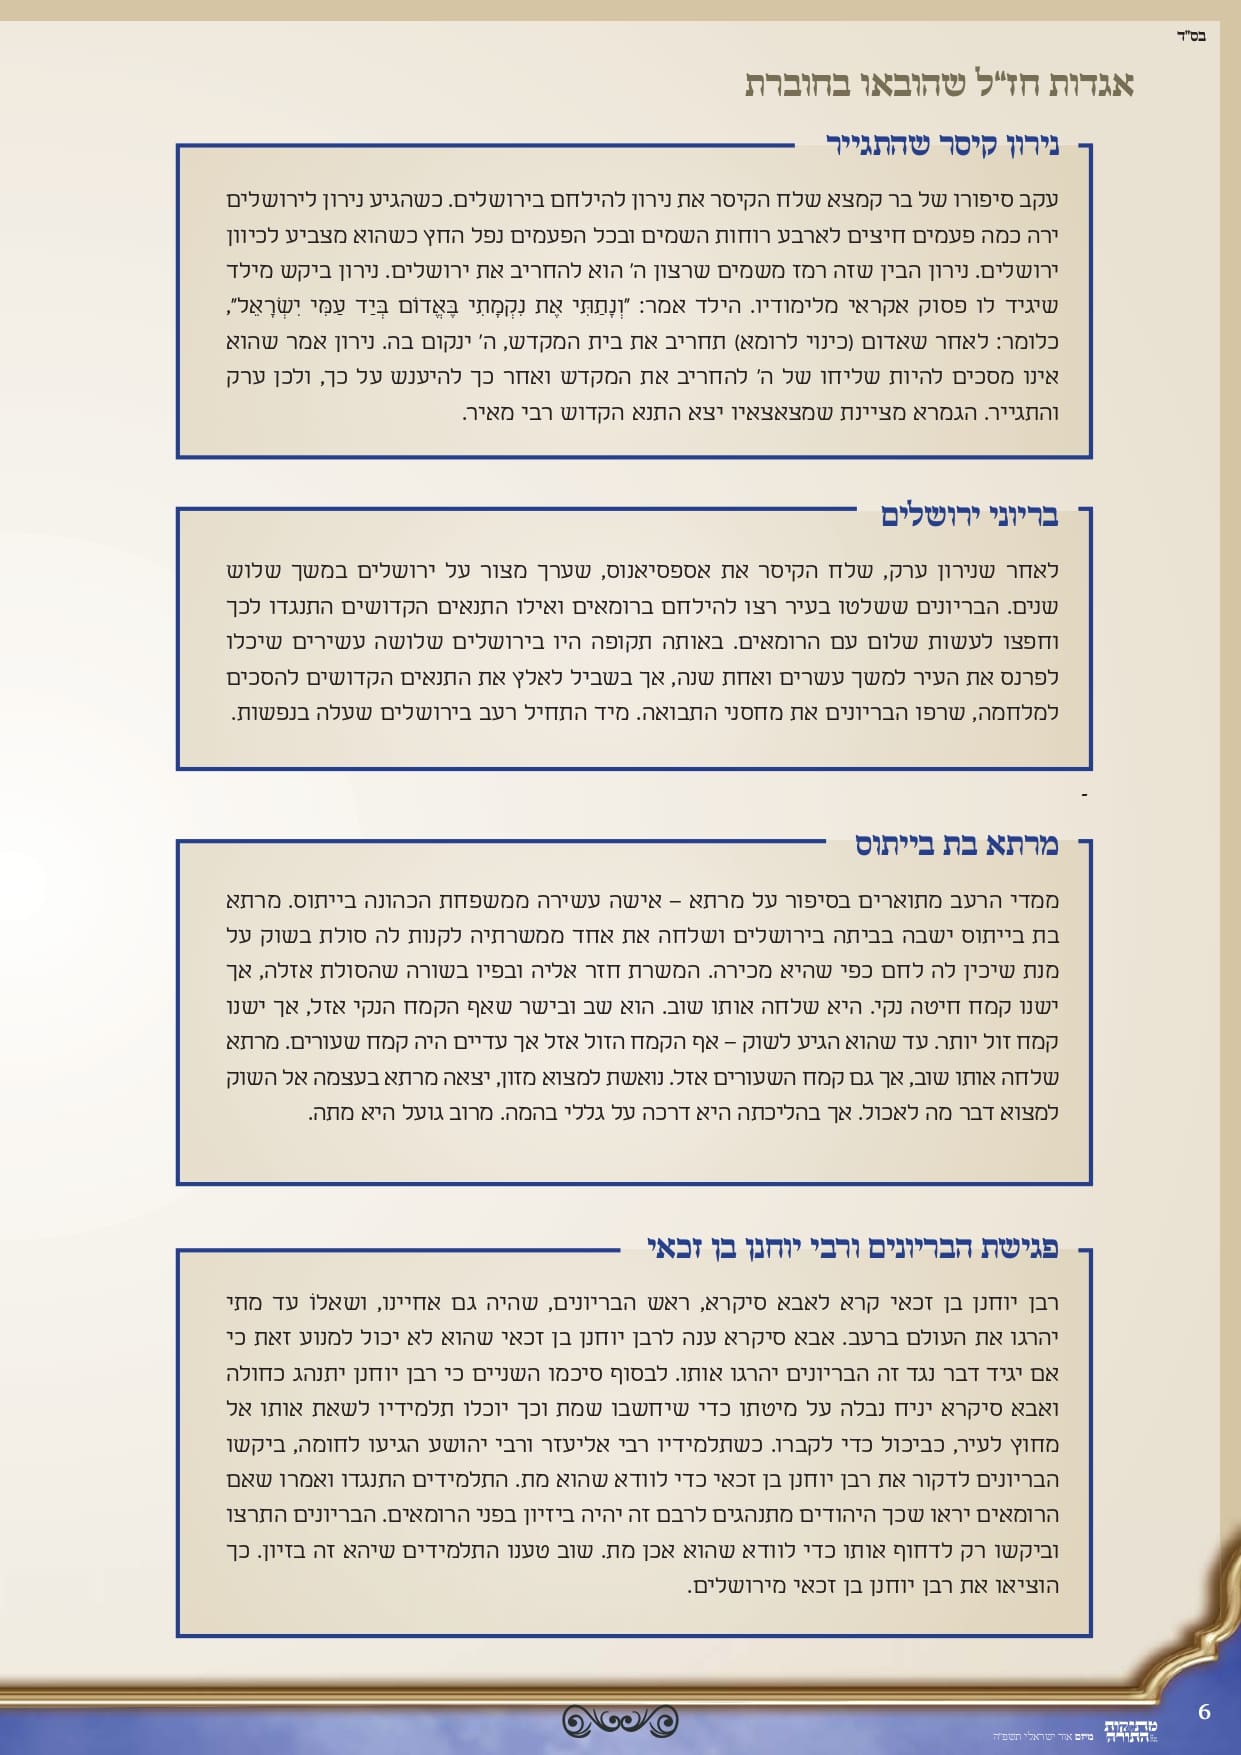 בס"ד
אגדות חז"ל שהובאו בחוברת
נירון קיסר שהתגייר
עקב סיפורו של בר קמצא שלח הקיסר את נירון להילחם בירושלים. כשהגיע נירון לירושלים
ירה כמה פעמים חיצים לארבע רוחות השמים ובכל הפעמים נפל החץ כשהוא מצביע לכיוון
ירושלים. נירון הבין שזה רמז משמים שרצון ה' הוא להחריב את ירושלים. נירון ביקש מילד
שיגיד לו פסוק אקראי מלימודיו. הילד אמר: "וְנָתַתִּי אֶת נִקְמָתִי בֶּאֱדוֹם בְּיַד עַמִּי יִשְׂרָאֵל",
כלומר: לאחר שאדום (כינוי לרומא) תחריב את בית המקדש, ה' ינקום בה. נירון אמר שהוא
אינו מסכים להיות שליחו של ה' להחריב את המקדש ואחר כך להיענש על כך, ולכן ערק
והתגייר. הגמרא מציינת שמצאצאיו יצא התנא הקדוש רבי מאיר.
בריוני ירושלים
לאחר שנירון ערק, שלח הקיסר את אספסיאנוס, שערך מצור על ירושלים במשך שלוש
שנים. הבריונים ששלטו בעיר רצו להילחם ברומאים ואילו התנאים הקדושים התנגדו לכך
וחפצו לעשות שלום עם הרומאים. באותה תקופה היו בירושלים שלושה עשירים שיכלו
לפרנס את העיר למשך עשרים ואחת שנה, אך בשביל לאלץ את התנאים הקדושים להסכים
למלחמה, שרפו הבריונים את מחסני התבואה. מיד התחיל רעב בירושלים שעלה בנפשות.
-
מרתא בת בייתוס
ממדי הרעב מתוארים בסיפור על מרתא – אישה עשירה ממשפחת הכהונה בייתוס. מרתא
בת בייתוס ישבה בביתה בירושלים ושלחה את אחד ממשרתיה לקנות לה סולת בשוק על
מנת שיכין לה לחם כפי שהיא מכירה. המשרת חזר אליה ובפיו בשורה שהסולת אזלה, אך
ישנו קמח חיטה נקי. היא שלחה אותו שוב. הוא שב ובישר שאף הקמח הנקי אזל, אך ישנו
קמח זול יותר. עד שהוא הגיע לשוק – אף הקמח הזול אזל אך עדיים היה קמח שעורים. מרתא
שלחה אותו שוב, אך גם קמח השעורים אזל. נואשת למצוא מזון, יצאה מרתא בעצמה אל השוק
למצוא דבר מה לאכול. אך בהליכתה היא דרכה על גללי בהמה. מרוב גועל היא מתה.
פגישת הבריונים ורבי יוחנן בן זכאי
רבן יוחנן בן זכאי קרא לאבא סיקרא, ראש הבריונים, שהיה גם אחיינו, ושאלוֹ עד מתי
יהרגו את העולם ברעב. אבא סיקרא ענה לרבן יוחנן בן זכאי שהוא לא יכול למנוע זאת כי
אם יגיד דבר נגד זה הבריונים יהרגו אותו. לבסוף סיכמו השניים כי רבן יוחנן יתנהג כחולה
ואבא סיקרא יניח נבלה על מיטתו כדי שיחשבו שמת וכך יוכלו תלמידיו לשאת אותו אל
מחוץ לעיר, כביכול כדי לקברו. כשתלמידיו רבי אליעזר ורבי יהושע הגיעו לחומה, ביקשו
הבריונים לדקור את רבן יוחנן בן זכאי כדי לוודא שהוא מת. התלמידים התנגדו ואמרו שאם
הרומאים יראו שכך היהודים מתנהגים לרבם זה יהיה ביזיון בפני הרומאים. הבריונים התרצו
וביקשו רק לדחוף אותו כדי לוודא שהוא אכן מת. שוב טענו התלמידים שיהא זה בזיון. כך
הוציאו את רבן יוחנן בן זכאי מירושלים.
6
מתיקות
התורה
מיזם אור ישראלי תשפ"ה